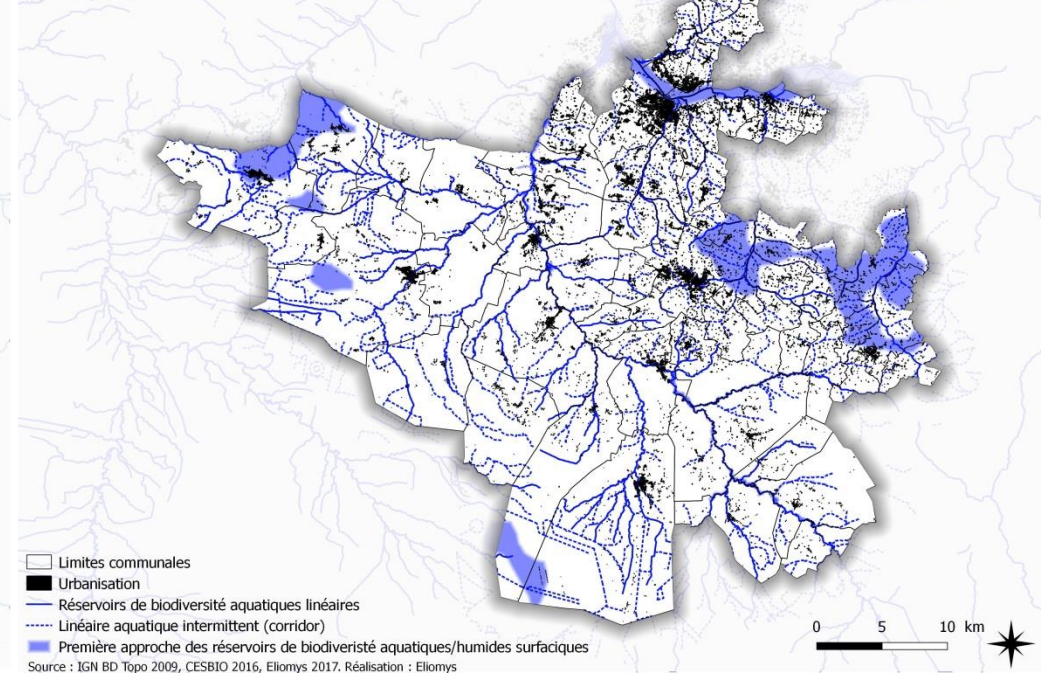 Limites communales
Urbanisation
Réservoirs de biodiversité aquatiques linéaires
Linéaire aquatique intermittent (corridor)
Première approche des réservoirs de biodiveristé aquatiques/humides surfaciques
Source : IGN BD Topo 2009, CESBIO 2016, Eliomys 2017. Réalisation : Eliomys
0 5 10 km